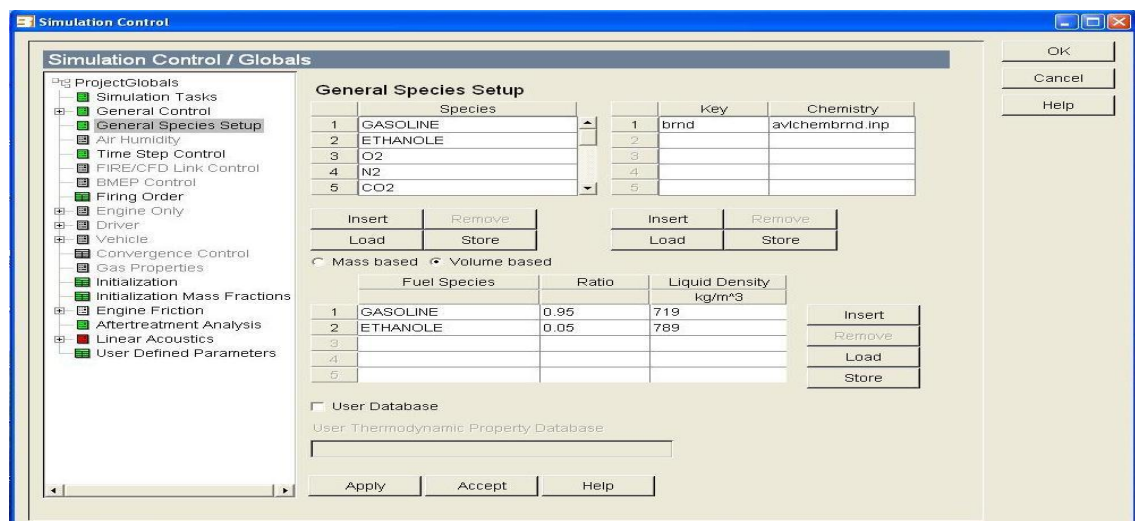 Simulation Control
Simulation Control / Globals
OK
Cancel
Help
ProjectGlobals
Simulation Tasks
General Control
General Species Setup
Air Humidity
Time Step Control
FIRE/CFD Link Control
BMEP Control
Firing Order
Engine Only
Driver
Vehicle
Convergence Control
Gas Properties
Initialization
Initialization Mass Fractions
Engine Friction
Aftertreatment Analysis
Linear Acoustics
User Defined Parameters
General Species Setup
Species
1 GASOLINE
2 ETHANOLE
3 O2
4 N2
5 CO2
Key Chemistry
1 brnd avlchembrnd.inp
2
3
4
5
Insert Remove
Load Store
Insert Remove
Load Store
Mass based Volume based
Fuel Species Ratio Liquid Density
kg/m^3
1 GASOLINE 0.95 719
2 ETHANOLE 0.05 789
3
4
5
Insert
Remove
Load
Store
User Database
User Thermodynamic Property Database
Apply Accept Help